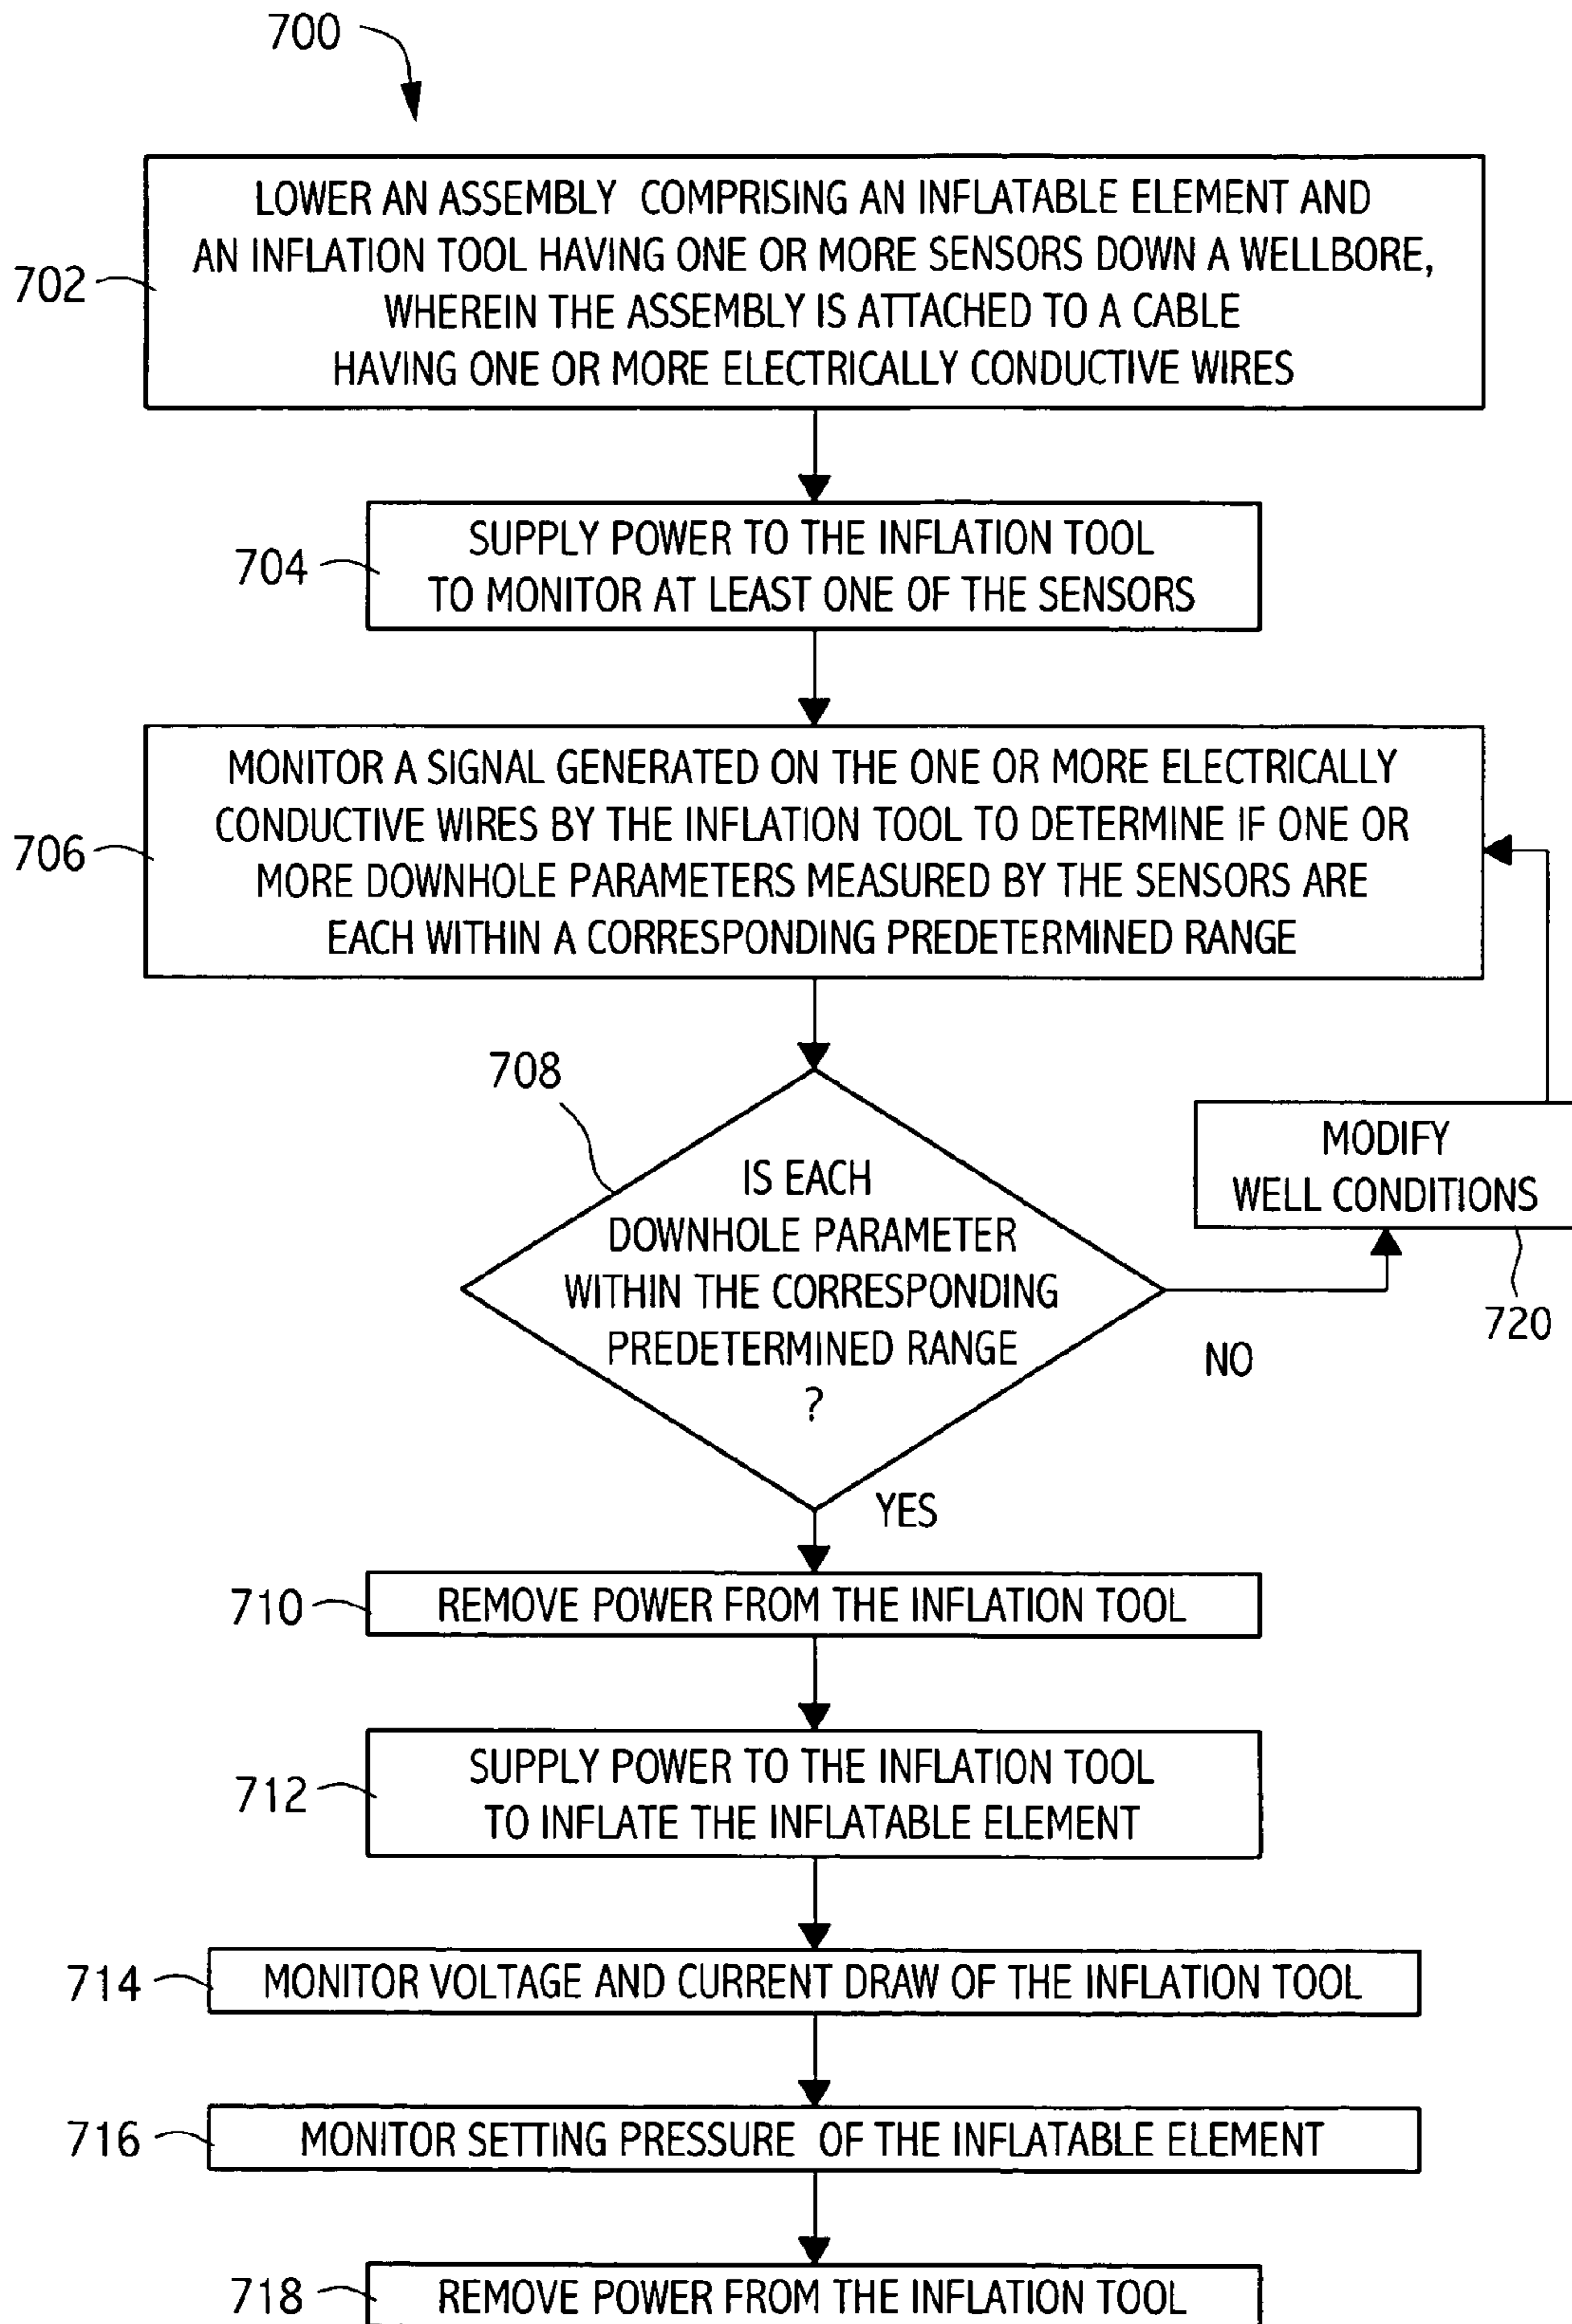 700
702
LOWER AN ASSEMBLY COMPRISING AN INFLATABLE ELEMENT AND
AN INFLATION TOOL HAVING ONE OR MORE SENSORS DOWN A WELLBORE,
WHEREIN THE ASSEMBLY IS ATTACHED TO A CABLE
HAVING ONE OR MORE ELECTRICALLY CONDUCTIVE WIRES
704
SUPPLY POWER TO THE INFLATION TOOL
TO MONITOR AT LEAST ONE OF THE SENSORS
706
MONITOR A SIGNAL GENERATED ON THE ONE OR MORE ELECTRICALLY
CONDUCTIVE WIRES BY THE INFLATION TOOL TO DETERMINE IF ONE OR
MORE DOWNHOLE PARAMETERS MEASURED BY THE SENSORS ARE
EACH WITHIN A CORRESPONDING PREDETERMINED RANGE
708
IS EACH
DOWNHOLE PARAMETER
WITHIN THE CORRESPONDING
PREDETERMINED RANGE
?
NO
MODIFY
WELL CONDITIONS
720
YES
710
REMOVE POWER FROM THE INFLATION TOOL
712
SUPPLY POWER TO THE INFLATION TOOL
TO INFLATE THE INFLATABLE ELEMENT
714
MONITOR VOLTAGE AND CURRENT DRAW OF THE INFLATION TOOL
716
MONITOR SETTING PRESSURE OF THE INFLATABLE ELEMENT
718
REMOVE POWER FROM THE INFLATION TOOL